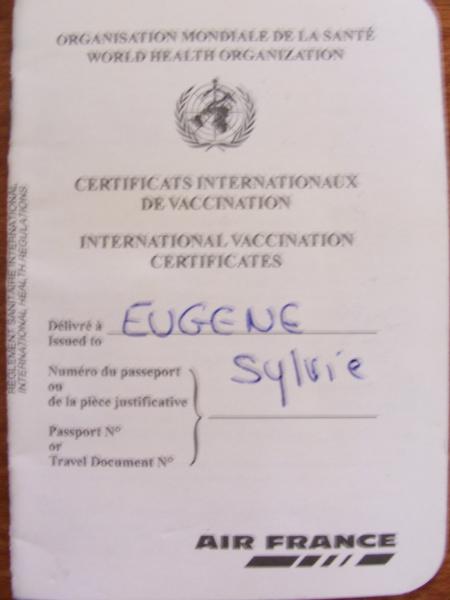 ORGANISATION MONDIALE DE LA SANTÉ
WORLD HEALTH ORGANIZATION
CERTIFICATS INTERNATIONAUX
DE VACCINATION
INTERNATIONAL VACCINATION
CERTIFICATES
RÈGLEMENT SANITAIRE INTERNATIONAL
INTERNATIONAL HEALTH REGULATIONS
Délivré à EUGENE
Issued to
Sylvie
Numéro du passeport
ou
de la pièce justificative
Passport N°
or
Travel Document N°
AIR FRANCE